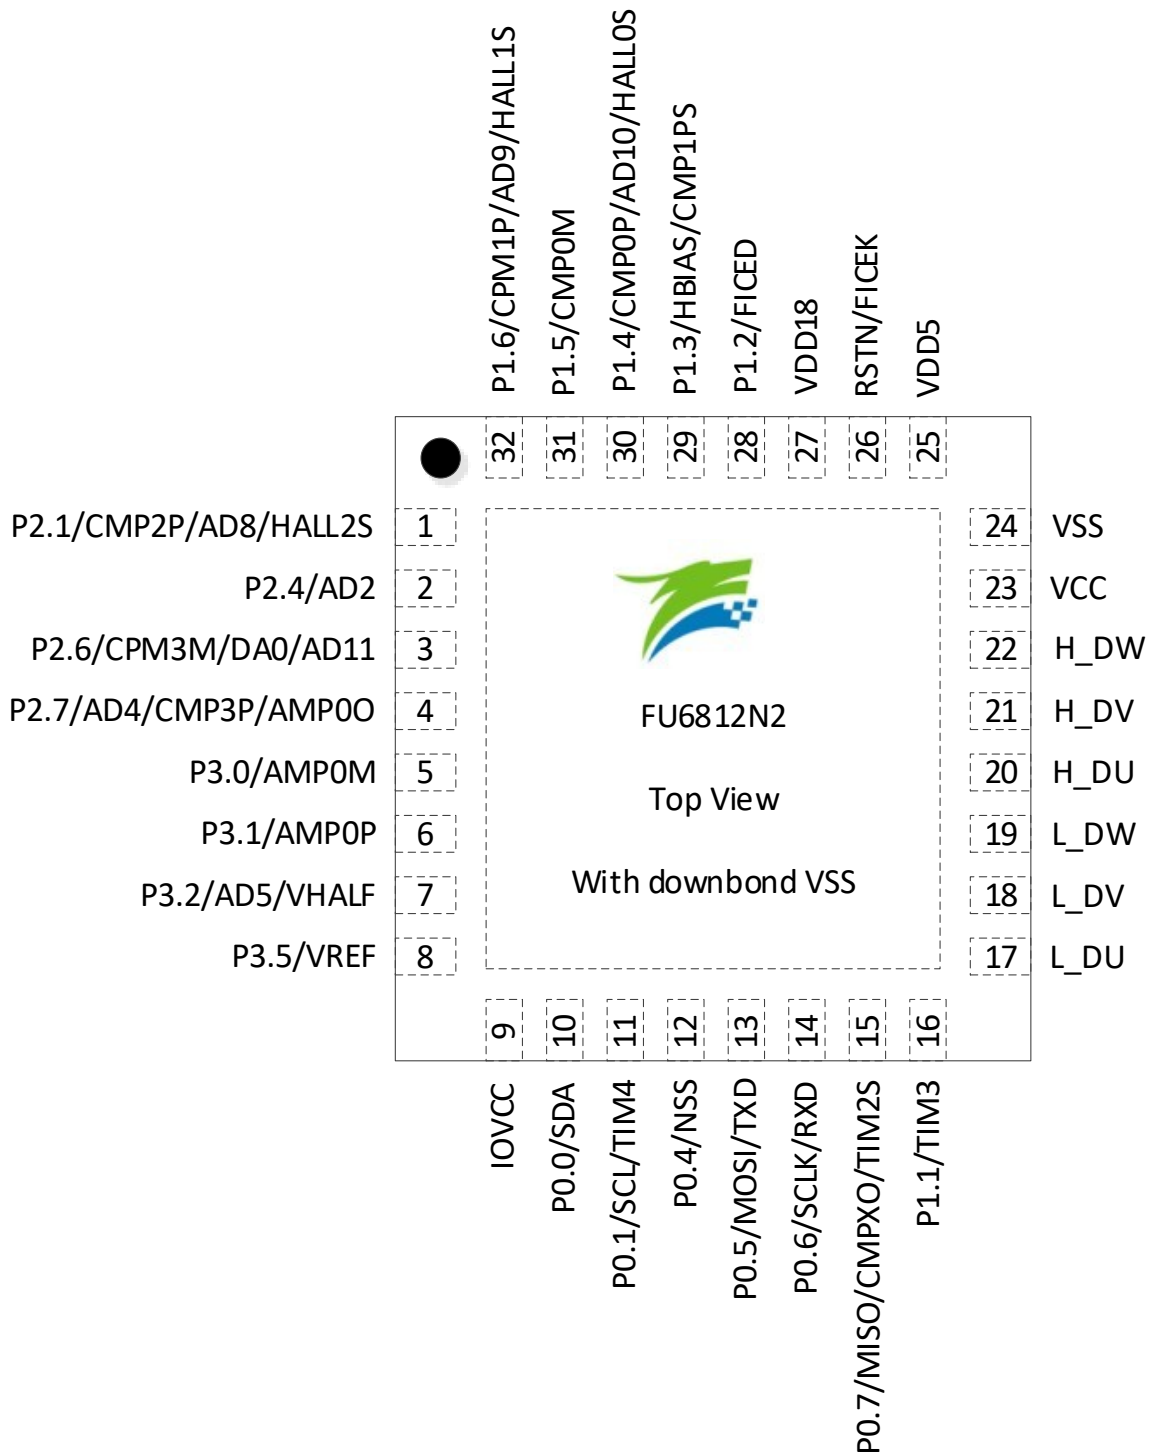 P1.6/CPM1P/AD9/HALL1S
P1.5/CMP0M
P1.4/CMP0P/AD10/HALL0S
P1.3/HBIAS/CMP1PS
P1.2/FICED
VDD18
RSTN/FICEK
VDD5
32
31
30
29
28
27
26
25
P2.1/CMP2P/AD8/HALL2S 1
P2.4/AD2 2
P2.6/CPM3M/DA0/AD11 3
P2.7/AD4/CMP3P/AMP0O 4
P3.0/AMP0M 5
P3.1/AMP0P 6
P3.2/AD5/VHALF 7
P3.5/VREF 8
FU6812N2
Top View
With downbond VSS
24 VSS
23 VCC
22 H_DW
21 H_DV
20 H_DU
19 L_DW
18 L_DV
17 L_DU
9
10
11
12
13
14
15
16
IOVCC
P0.0/SDA
P0.1/SCL/TIM4
P0.4/NSS
P0.5/MOSI/TXD
P0.6/SCLK/RXD
P0.7/MISO/CMPXO/TIM2S
P1.1/TIM3